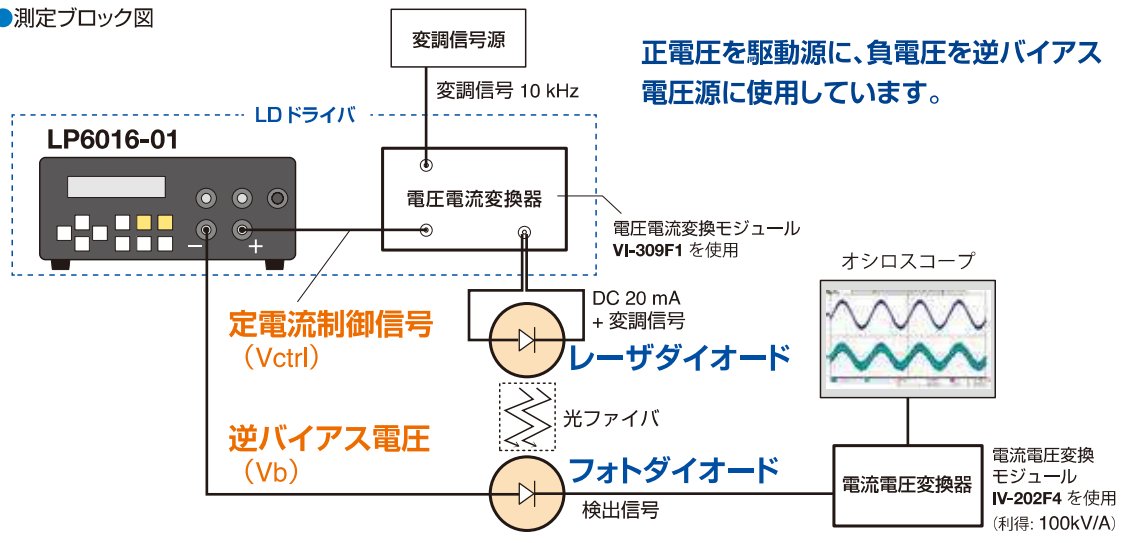 ●測定ブロック図
変調信号源
正電圧を駆動源に、負電圧を逆バイアス
電圧源に使用しています。
変調信号 10 kHz
LDドライバ
LP6016-01
電圧電流変換器
− +
電圧電流変換モジュール
VI-309F1 を使用
オシロスコープ
定電流制御信号
(Vctrl)
DC 20 mA
+ 変調信号
レーザダイオード
光ファイバ
逆バイアス電圧
(Vb)
フォトダイオード
検出信号
電流電圧変換器
電流電圧変換
モジュール
IV-202F4 を使用
(利得: 100kV/A)